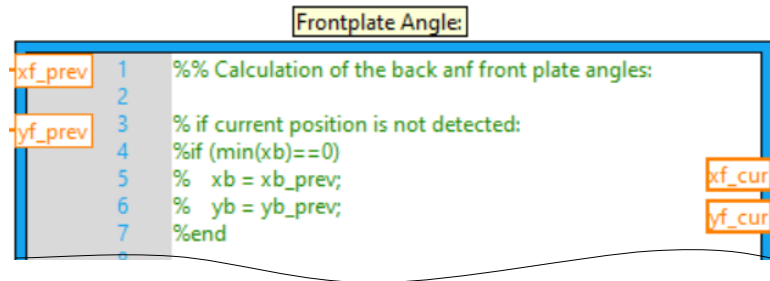 Frontplate Angle:
xf_prev
yf_prev
1 %% Calculation of the back anf front plate angles:
2
3 % if current position is not detected:
4 %if (min(xb)==0)
5 % xb = xb_prev;
6 % yb = yb_prev;
7 %end
xf_cur
yf_cur